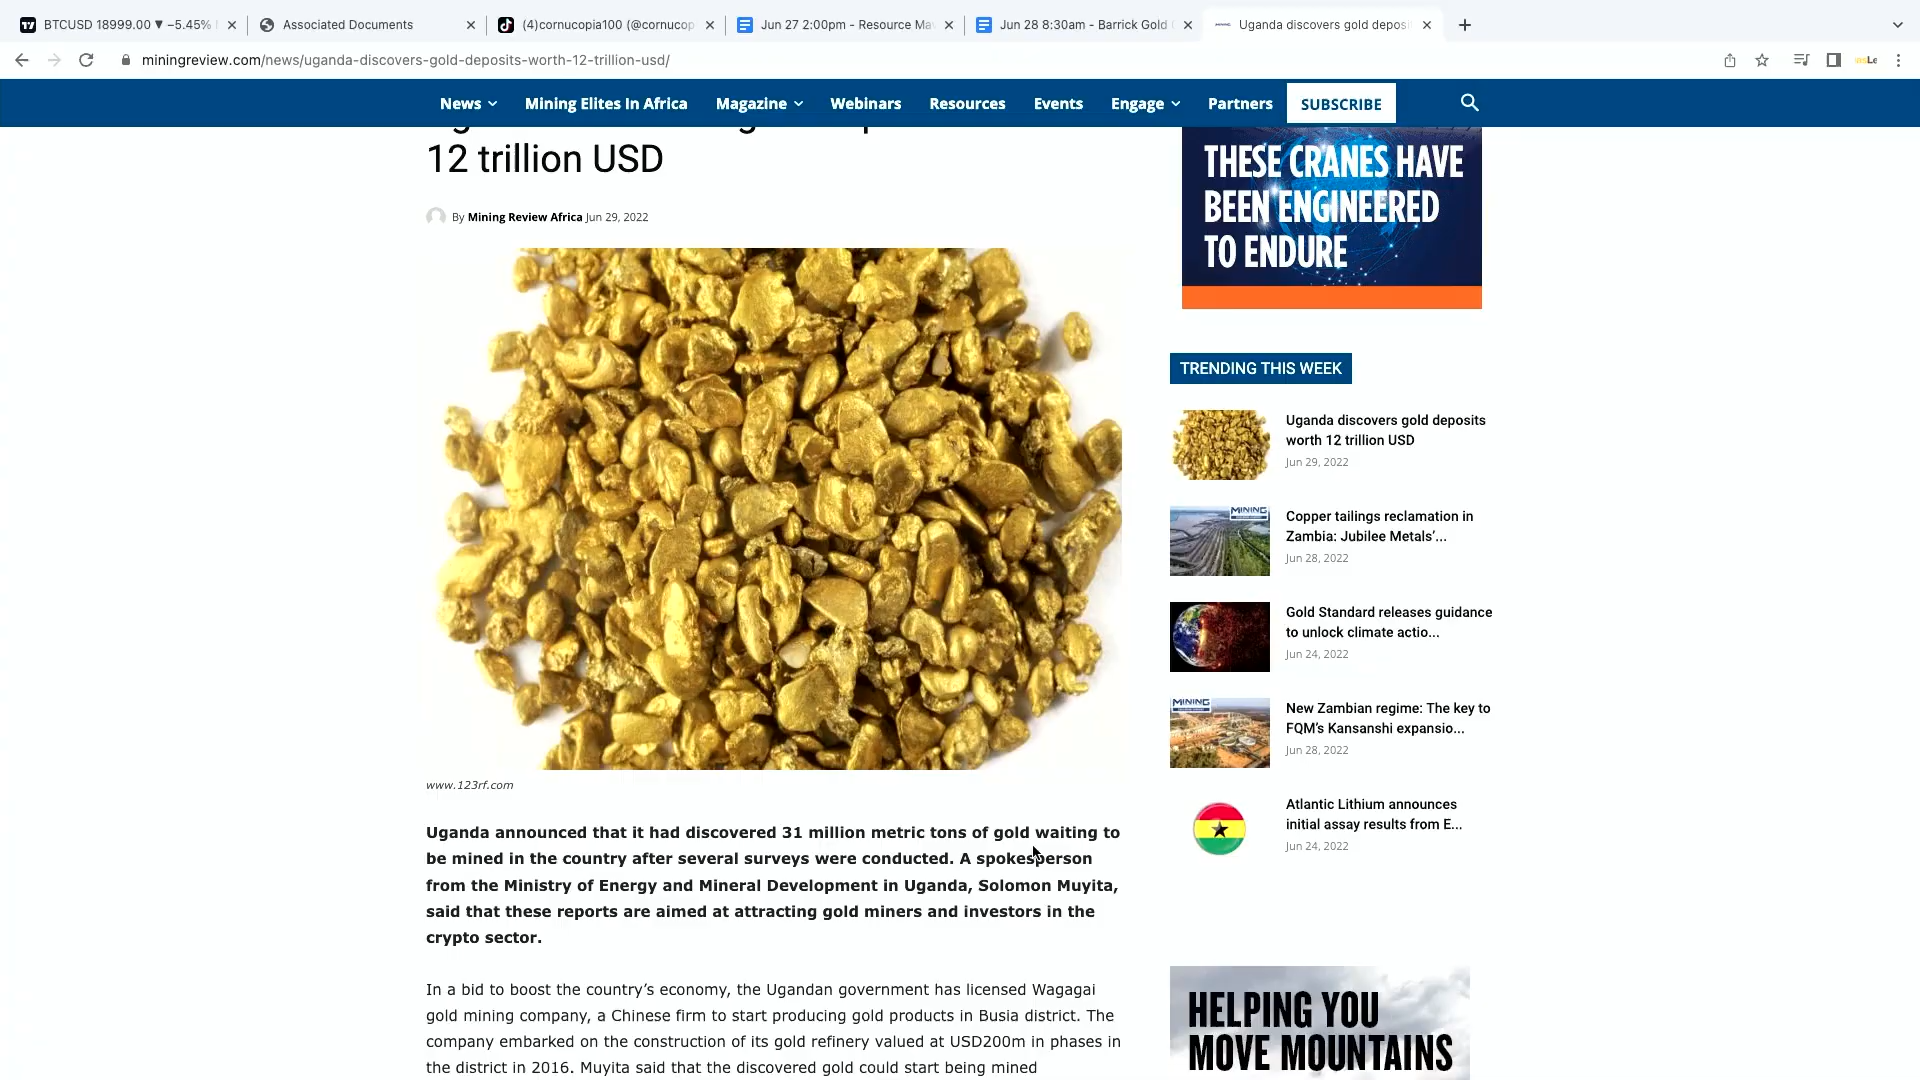 BTCUSD 18999.00 ▼ −5.45%
Associated Documents
(4)cornucopia100 (@cornucop
Jun 27 2:00pm - Resource Ma
Jun 28 8:30am - Barrick Gold
Uganda discovers gold deposi
miningreview.com/news/uganda-discovers-gold-deposits-worth-12-trillion-usd/
News
Mining Elites In Africa
Magazine
Webinars
Resources
Events
Engage
Partners
SUBSCRIBE
12 trillion USD
By Mining Review Africa Jun 29, 2022
www.123rf.com
Uganda announced that it had discovered 31 million metric tons of gold waiting to
be mined in the country after several surveys were conducted. A spokesperson
from the Ministry of Energy and Mineral Development in Uganda, Solomon Muyita,
said that these reports are aimed at attracting gold miners and investors in the
crypto sector.
In a bid to boost the country’s economy, the Ugandan government has licensed Wagagai
gold mining company, a Chinese firm to start producing gold products in Busia district. The
company embarked on the construction of its gold refinery valued at USD200m in phases in
the district in 2016. Muyita said that the discovered gold could start being mined
THESE CRANES HAVE
BEEN ENGINEERED
TO ENDURE
TRENDING THIS WEEK
Uganda discovers gold deposits
worth 12 trillion USD
Jun 29, 2022
MINING
Copper tailings reclamation in
Zambia: Jubilee Metals’...
Jun 28, 2022
Gold Standard releases guidance
to unlock climate actio...
Jun 24, 2022
MINING
New Zambian regime: The key to
FQM’s Kansanshi expansio...
Jun 28, 2022
Atlantic Lithium announces
initial assay results from E...
Jun 24, 2022
HELPING YOU
MOVE MOUNTAINS